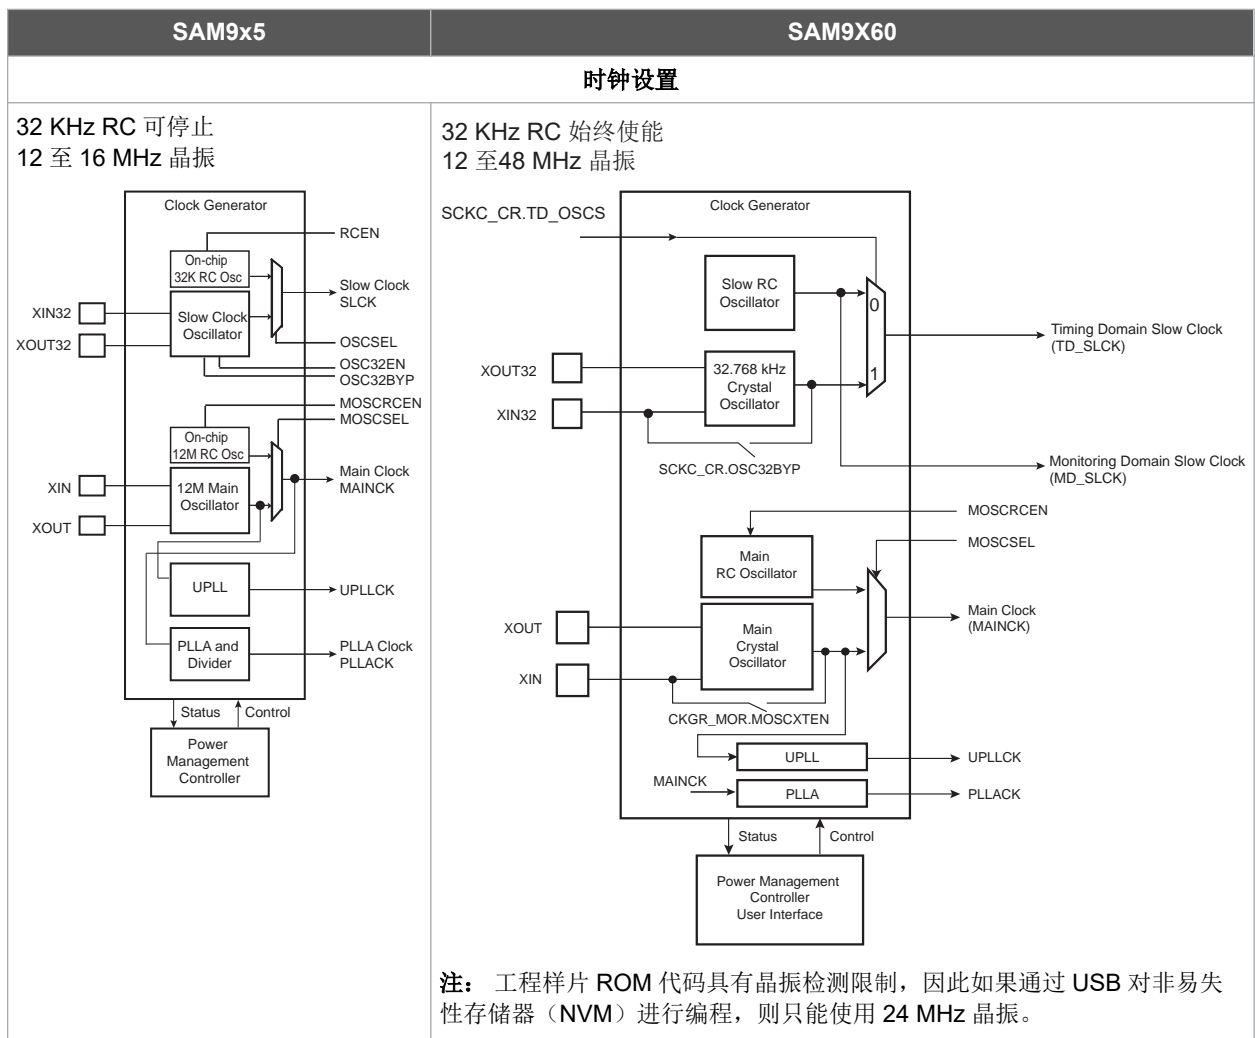 SAM9x5
SAM9X60
时钟设置
32 KHz RC 可停止
12 至 16 MHz 晶振
Clock Generator
RCEN
On-chip
32K RC Osc
Slow Clock
SLCK
XIN32
Slow Clock
Oscillator
XOUT32
OSCSEL
OSC32EN
OSC32BYP
MOSCRCEN
MOSCSEL
On-chip
12M RC Osc
Main Clock
MAINCK
XIN
12M Main
Oscillator
XOUT
UPLL
UPLLCK
PLLA and
Divider
PLLA Clock
PLLACK
Status
Control
Power
Management
Controller
32 KHz RC 始终使能
12 至48 MHz 晶振
SCKC_CR.TD_OSCS
Clock Generator
Slow RC
Oscillator
0
Timing Domain Slow Clock
(TD_SLCK)
XOUT32
32.768 kHz
Crystal
Oscillator
1
XIN32
SCKC_CR.OSC32BYP
Monitoring Domain Slow Clock
(MD_SLCK)
MOSCRCEN
MOSCSEL
Main
RC Oscillator
Main Clock
(MAINCK)
XOUT
Main
Crystal
Oscillator
XIN
CKGR_MOR.MOSCXTEN
UPLL
UPLLCK
MAINCK
PLLA
PLLACK
Status
Control
Power Management
Controller
User Interface
注： 工程样片 ROM 代码具有晶振检测限制，因此如果通过 USB 对非易失
性存储器（NVM）进行编程，则只能使用 24 MHz 晶振。